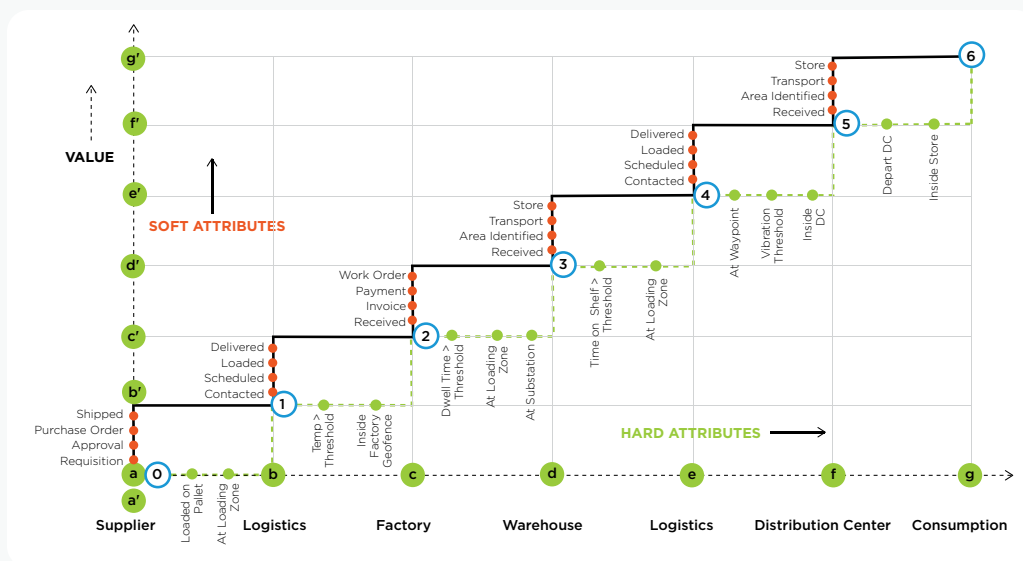 g'
6
Store
Transport
Area Identified
Received
f'
5
VALUE
Delivered
Loaded
Scheduled
Contacted
Depart DC
Inside Store
e'
4
SOFT ATTRIBUTES
Store
Transport
Area Identified
Received
At Waypoint
Vibration
Threshold
Inside
DC
d'
3
Work Order
Payment
Invoice
Received
Time on Shelf >
Threshold
At Loading
Zone
c'
2
Delivered
Loaded
Scheduled
Contacted
Dwell Time >
Threshold
At Loading
Zone
At Substation
b'
1
Shipped
Purchase Order
Approval
Requisition
Temp >
Threshold
Inside
Factory
Geofence
HARD ATTRIBUTES
a
0
b
c
d
e
f
g
a'
Loaded on
Pallet
At Loading
Zone
Supplier
Logistics
Factory
Warehouse
Logistics
Distribution Center
Consumption